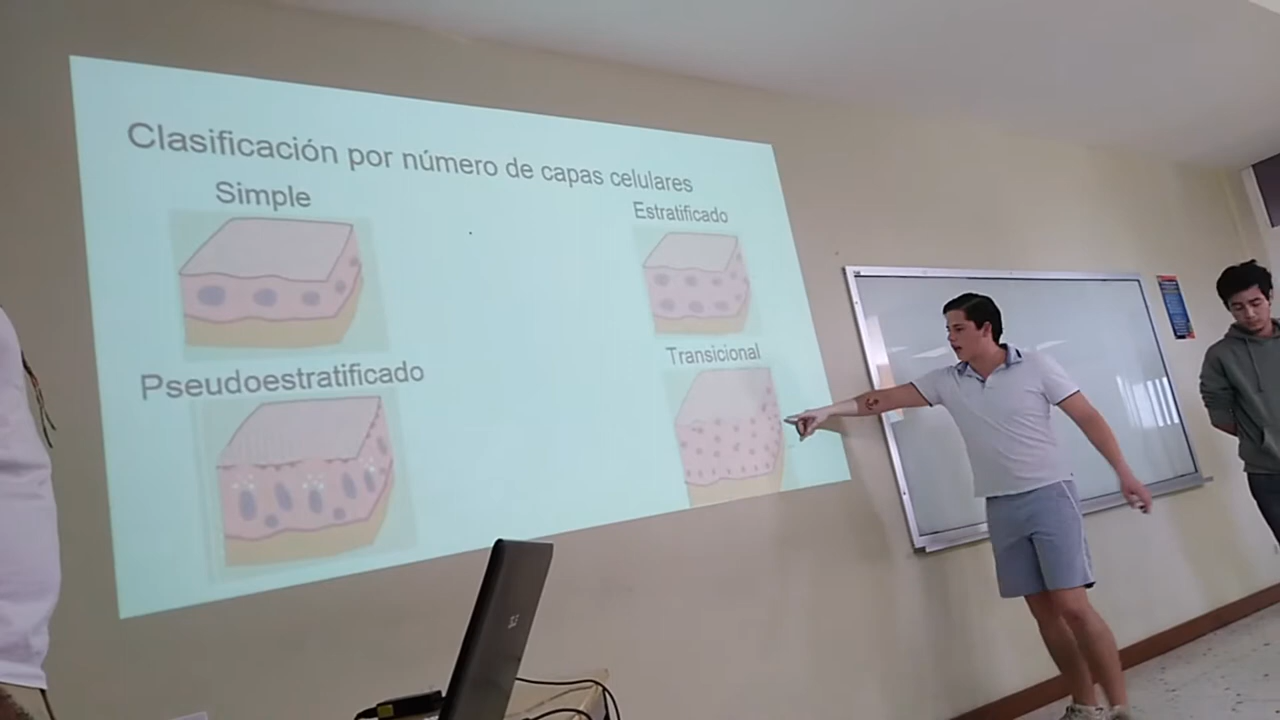 Clasificación por número de capas celulares
Simple
Estratificado
Pseudoestratificado
Transicional